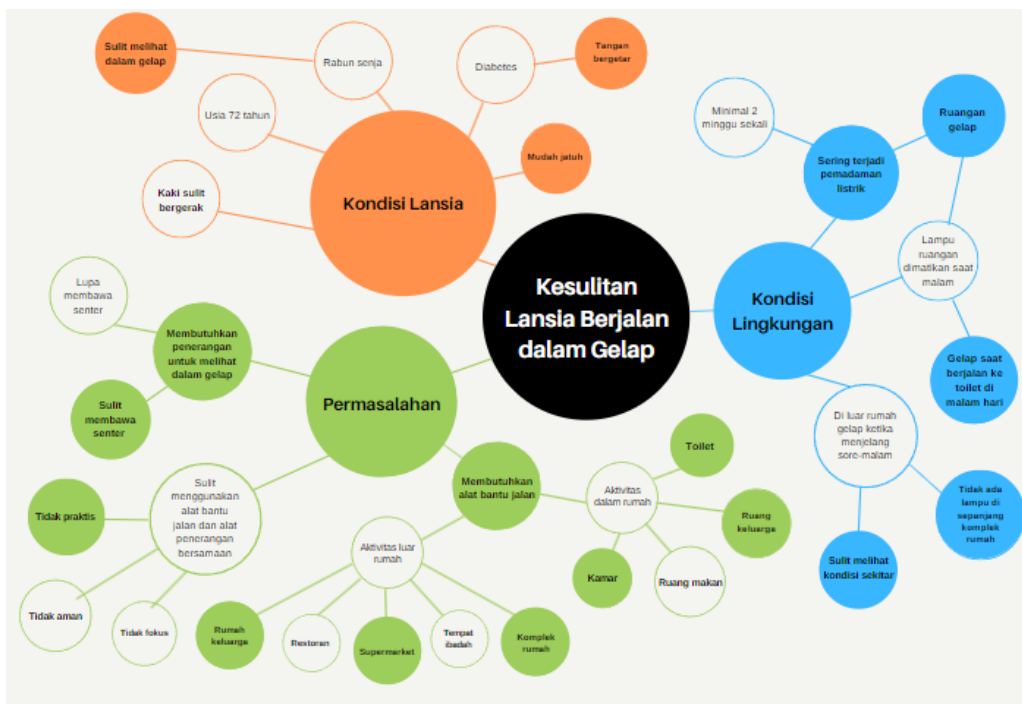 Kesulitan
Lansia Berjalan
dalam Gelap
Kondisi Lansia
Sulit melihat
dalam gelap
Rabun senja
Diabetes
Tangan
bergetar
Usia 72 tahun
Mudah jatuh
Kaki sulit
bergerak
Kondisi
Lingkungan
Minimal 2
minggu sekali
Sering terjadi
pemadaman
listrik
Ruangan
gelap
Lampu
ruangan
dimatikan saat
malam
Gelap saat
berjalan ke
toilet di
malam hari
Di luar rumah
gelap ketika
menjelang
sore-malam
Tidak ada
lampu di
sepanjang
komplek
rumah
Sulit melihat
kondisi sekitar
Permasalahan
Lupa
membawa
senter
Membutuhkan
penerangan
untuk melihat
dalam gelap
Sulit
membawa
senter
Sulit
menggunakan
alat bantu
jalan dan alat
penerangan
bersamaan
Tidak praktis
Tidak aman
Tidak fokus
Membutuhkan
alat bantu jalan
Aktivitas luar
rumah
Rumah
keluarga
Restoran
Supermarket
Tempat
ibadah
Komplek
rumah
Aktivitas
dalam rumah
Toilet
Ruang
keluarga
Ruang makan
Kamar